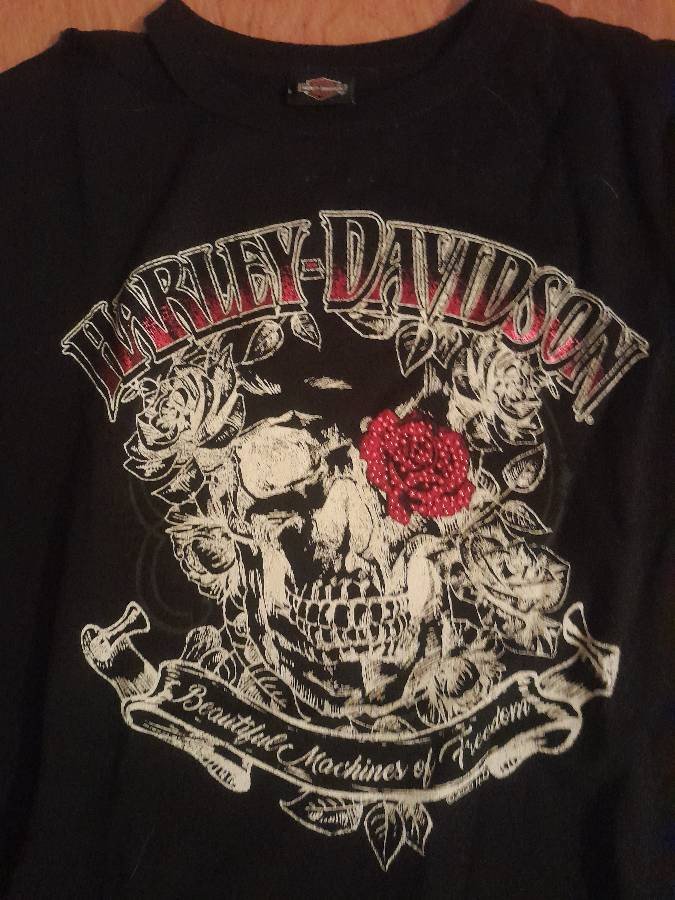 HARLEY-DAVIDSON
Beautiful Machines of Freedom